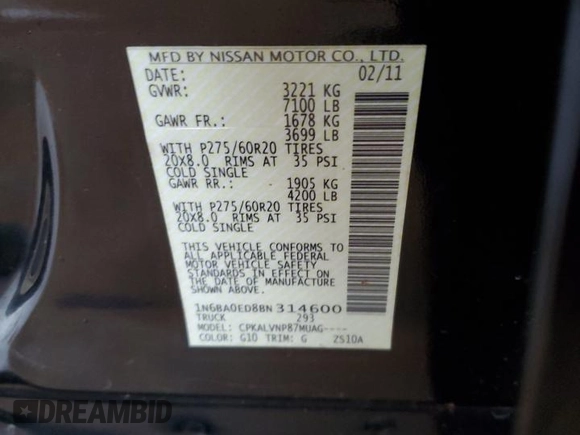 MFD BY NISSAN MOTOR CO., LTD.
DATE: 02/11
GVWR: 3221 KG
7100 LB
GAWR FR.: 1678 KG
3699 LB
WITH P275/60R20 TIRES
20X8.0 RIMS AT 35 PSI
COLD SINGLE
GAWR RR.: 1905 KG
4200 LB
WITH P275/60R20 TIRES
20X8.0 RIMS AT 35 PSI
COLD SINGLE
THIS VEHICLE CONFORMS TO
ALL APPLICABLE FEDERAL
MOTOR VEHICLE SAFETY
STANDARDS IN EFFECT ON
THE DATE OF MANUFACTURE
SHOWN ABOVE.
1N6BA0ED8BN314600
TRUCK 293
MODEL: CPKALVNP87MUAG----
COLOR: G10 TRIM: G 2510A
DREAMBID